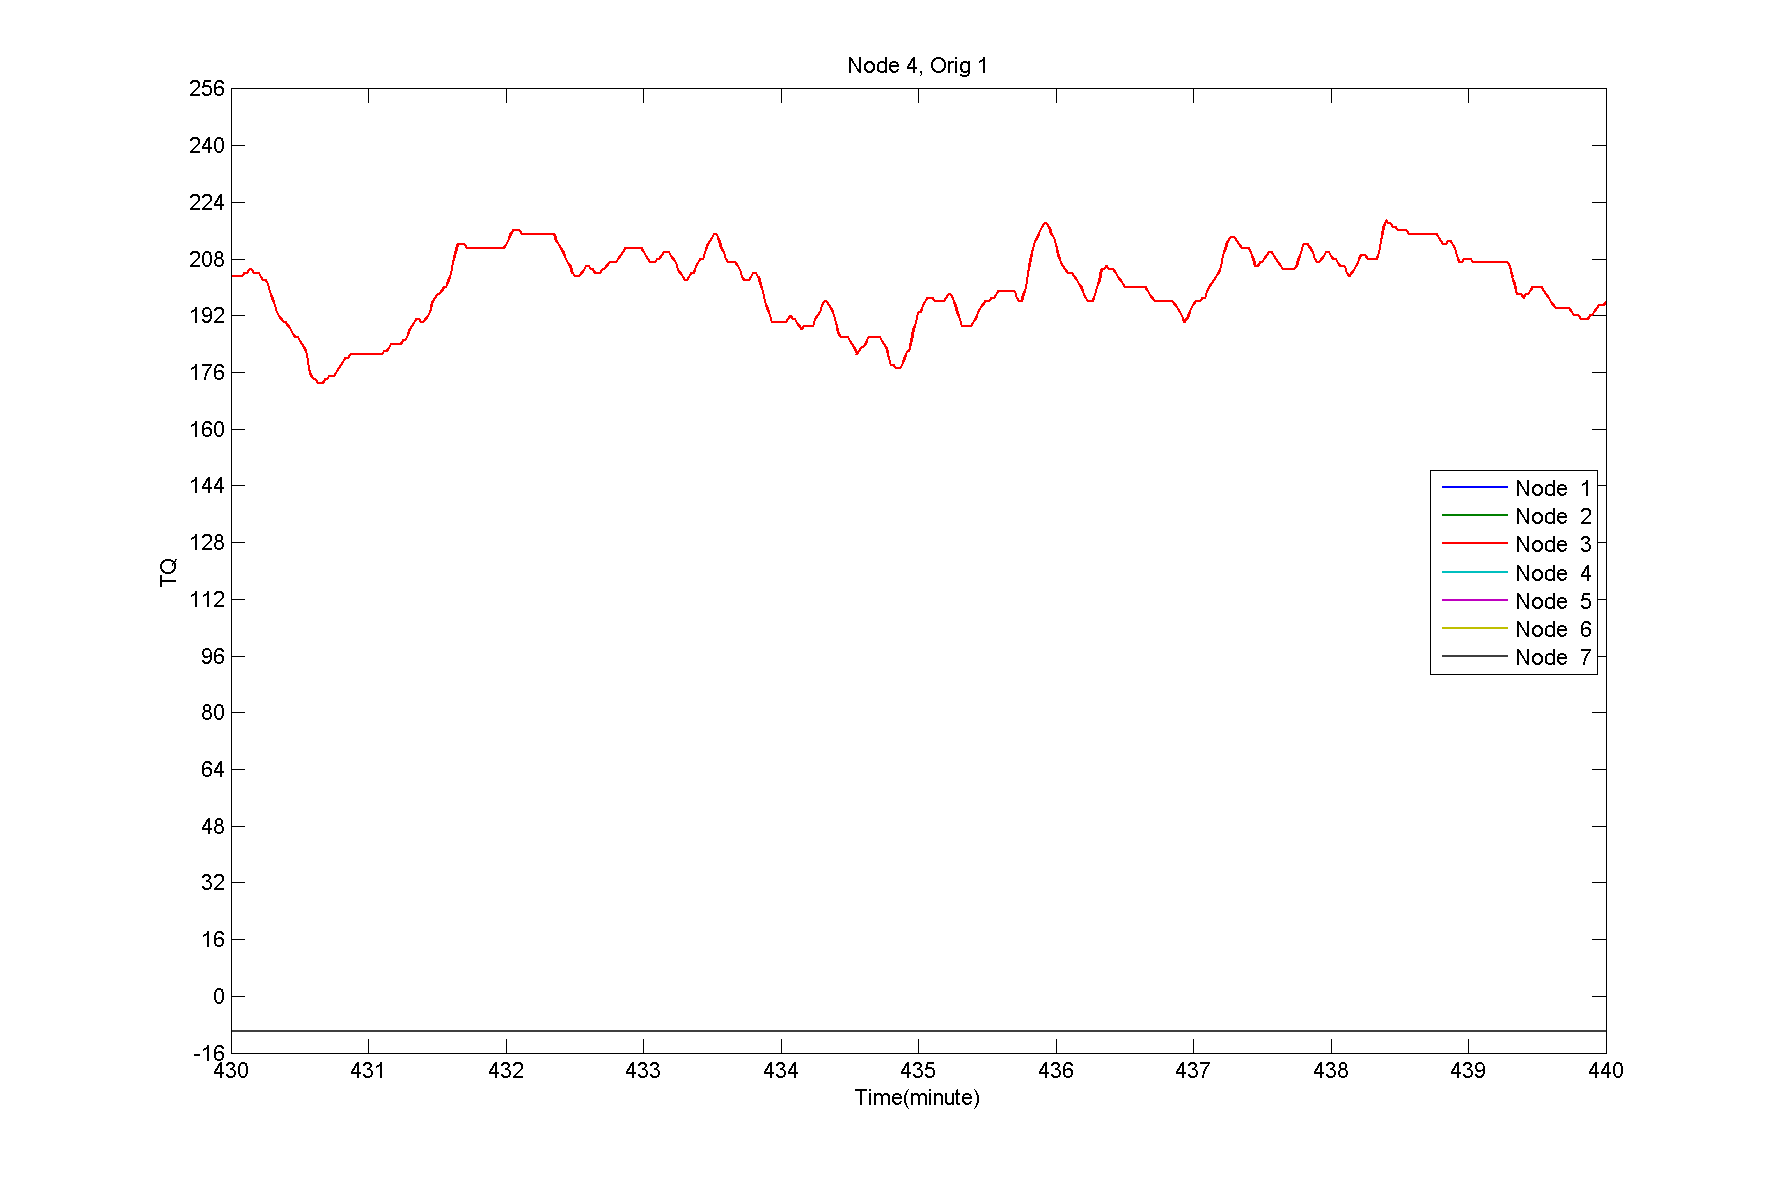 Node 4, Orig 1
256
240
224
208
192
176
160
144
128
112
96
80
64
48
32
16
0
-16
TQ
Node 1
Node 2
Node 3
Node 4
Node 5
Node 6
Node 7
430 431 432 433 434 435 436 437 438 439 440
Time(minute)